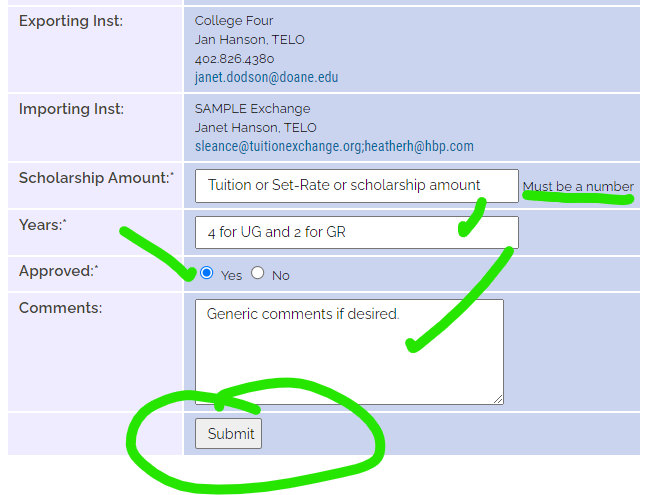 Exporting Inst:
College Four
Jan Hanson, TELO
402.826.4380
janet.dodson@doane.edu
Importing Inst:
SAMPLE Exchange
Janet Hanson, TELO
sleance@tuitionexchange.org;heatherh@hbp.com
Scholarship Amount:*
Tuition or Set-Rate or scholarship amount
Must be a number
Years:*
4 for UG and 2 for GR
Approved:*
Yes No
Comments:
Generic comments if desired.
Submit